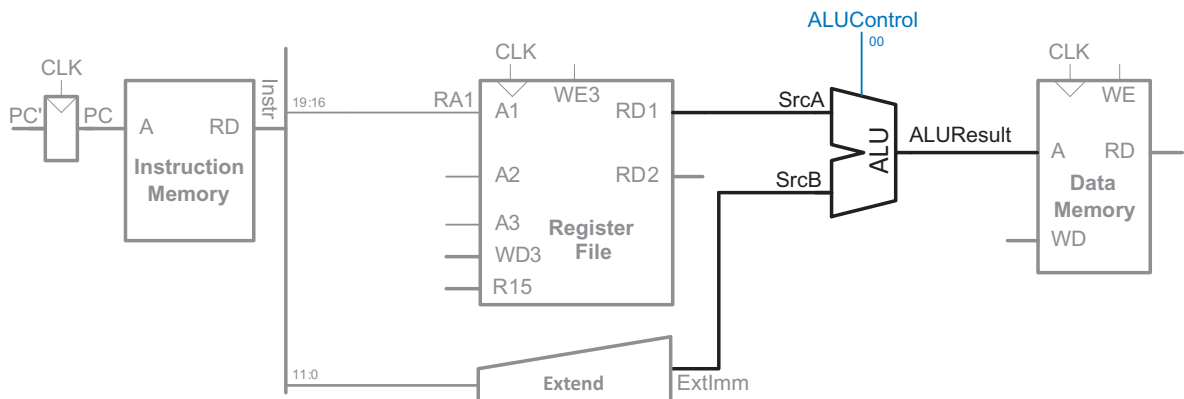 ALUControl
00
CLK
PC'
PC
A
RD
Instruction
Memory
Instr
19:16
RA1
CLK
WE3
A1
RD1
A2
RD2
A3
WD3
R15
Register
File
SrcA
SrcB
ALU
ALUResult
CLK
WE
A
RD
Data
Memory
WD
11:0
Extend
ExtImm